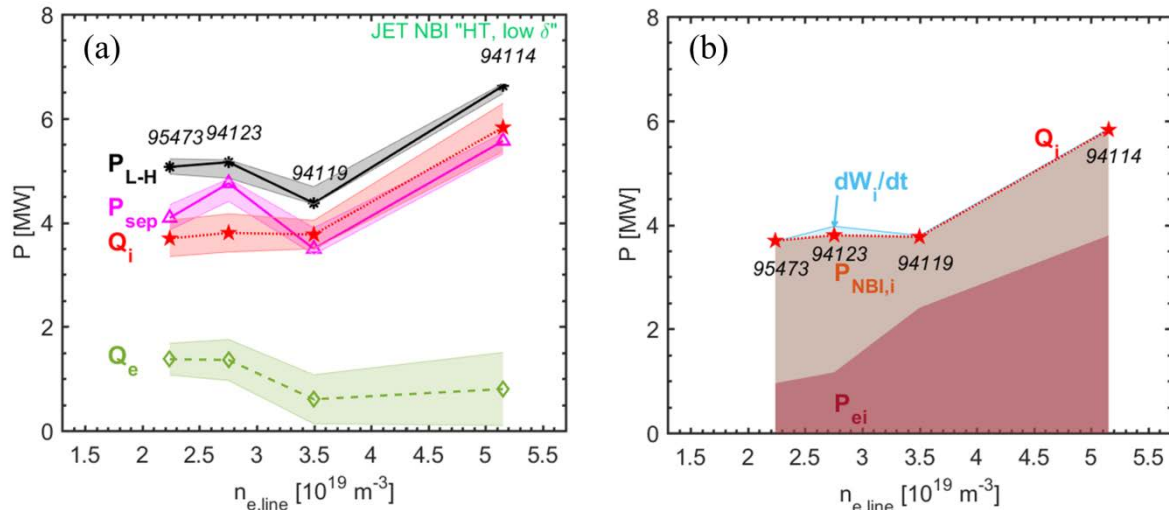 (a)
JET NBI "HT, low δ"
94114
95473
94123
94119
P_L-H
P_sep
Q_i
Q_e
P [MW]
8
6
4
2
0
1.5 2 2.5 3 3.5 4 4.5 5 5.5
n_e,line [10^19 m^-3]
(b)
Q_i
94114
dW_i/dt
95473
94123
94119
P_NBI,i
P_ei
P [MW]
8
6
4
2
0
1.5 2 2.5 3 3.5 4 4.5 5 5.5
n_e,line [10^19 m^-3]